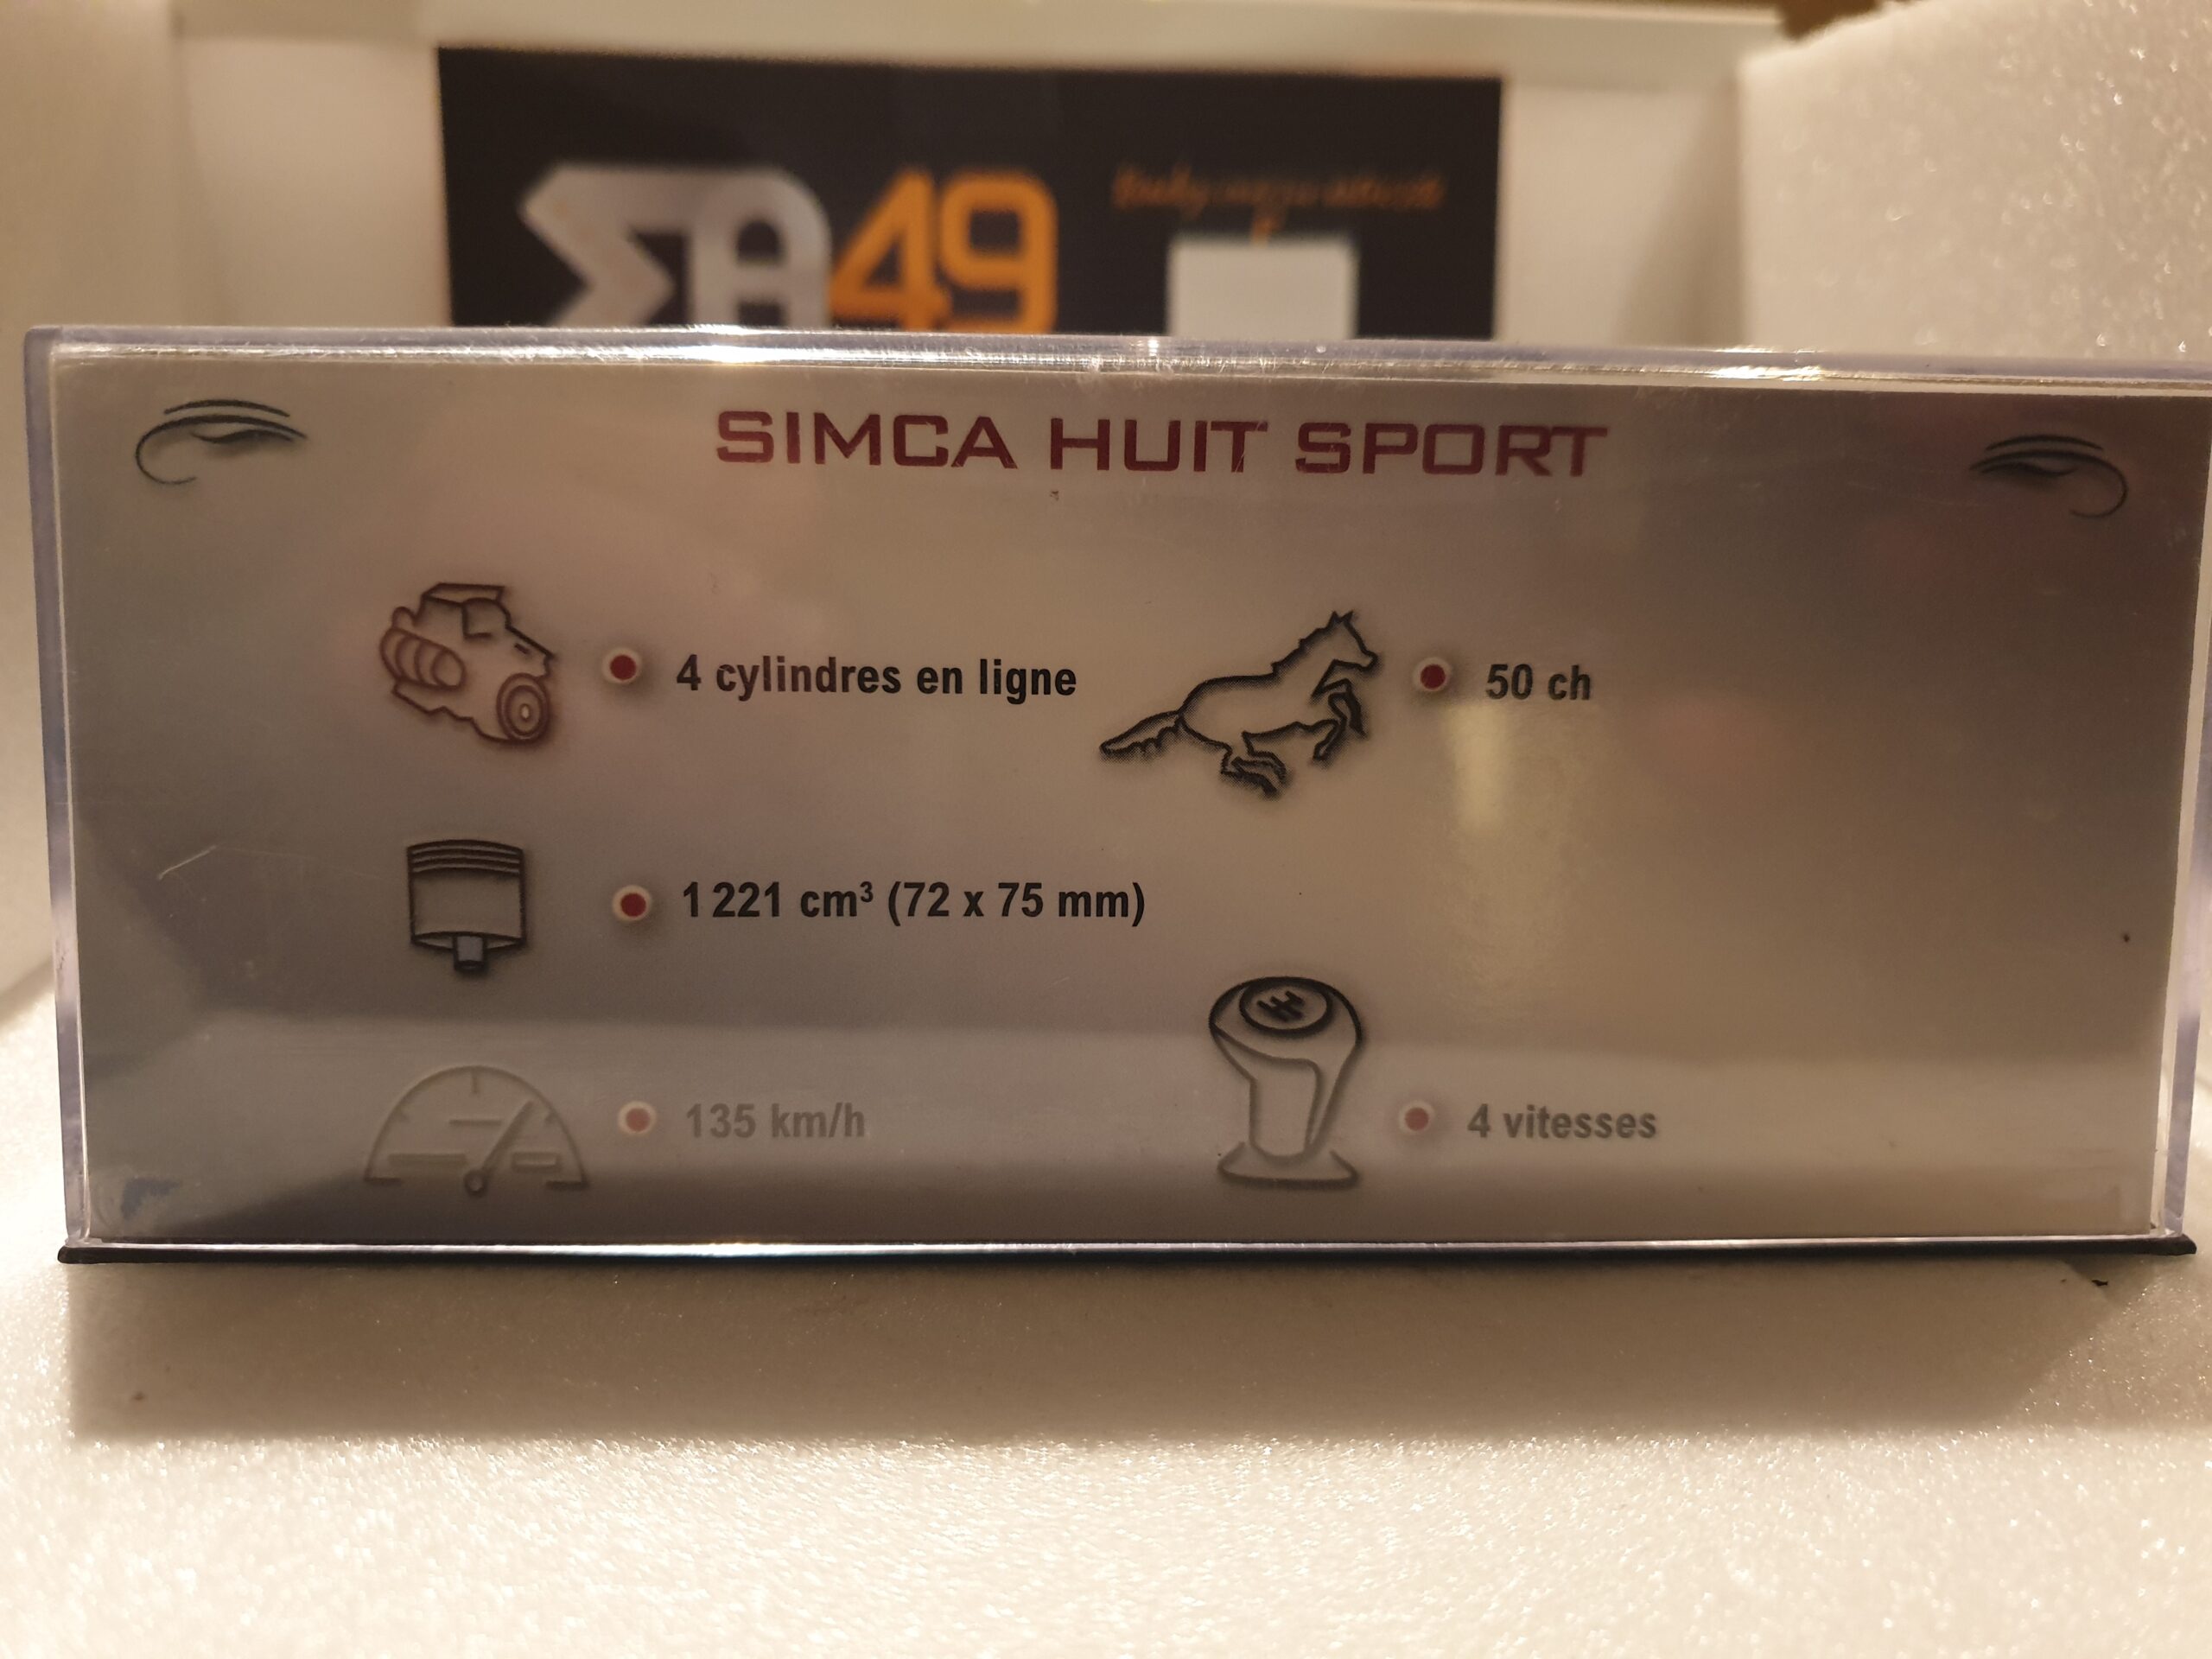 49
SIMCA HUIT SPORT
4 cylindres en ligne
50 ch
1 221 cm³ (72 x 75 mm)
135 km/h
4 vitesses